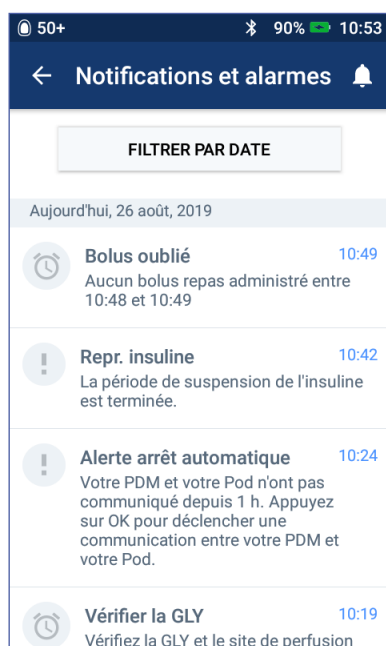 50+ 90% 10:53
Notifications et alarmes
FILTRER PAR DATE
Aujourd'hui, 26 août, 2019
Bolus oublié 10:49
Aucun bolus repas administré entre
10:48 et 10:49
Repr. insuline 10:42
La période de suspension de l'insuline
est terminée.
Alerte arrêt automatique 10:24
Votre PDM et votre Pod n'ont pas
communiqué depuis 1 h. Appuyez
sur OK pour déclencher une
communication entre votre PDM et
votre Pod.
Vérifier la GLY 10:19
Vérifiez la GLY et le site de perfusion